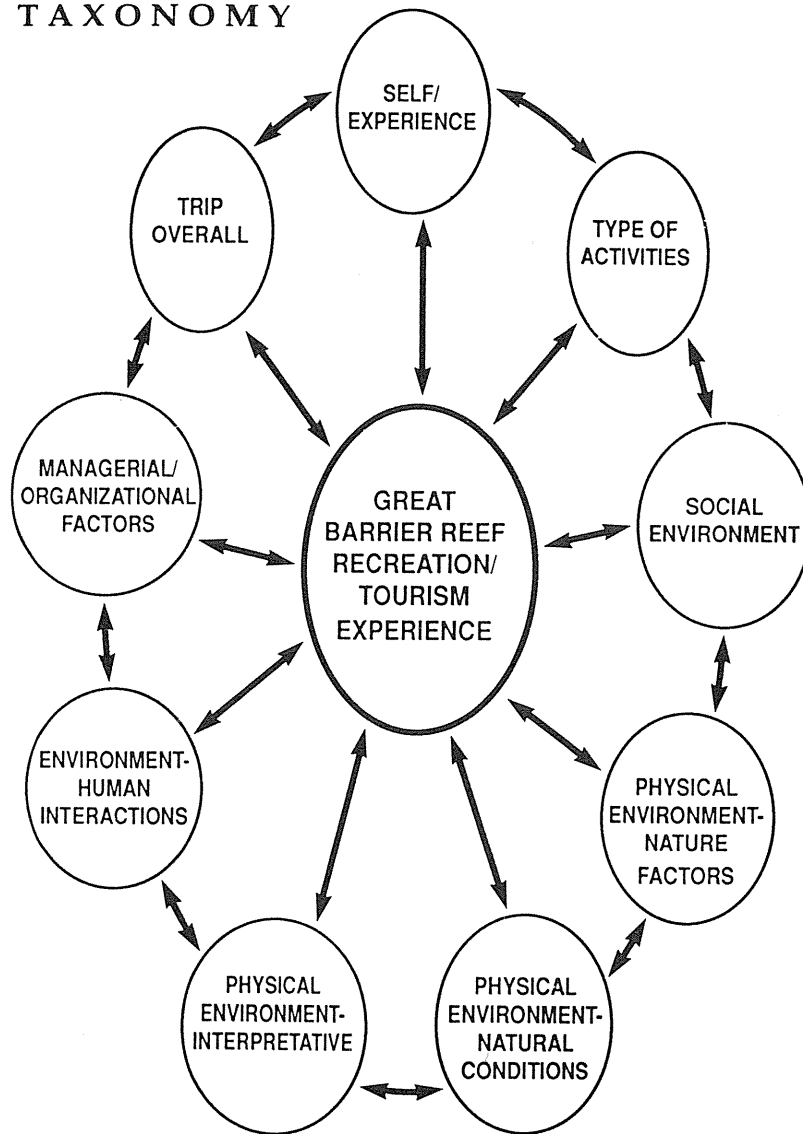 TAXONOMY
SELF/
EXPERIENCE
TRIP
OVERALL
TYPE OF
ACTIVITIES
MANAGERIAL/
ORGANIZATIONAL
FACTORS
GREAT
BARRIER REEF
RECREATION/
TOURISM
EXPERIENCE
SOCIAL
ENVIRONMENT
ENVIRONMENT-
HUMAN
INTERACTIONS
PHYSICAL
ENVIRONMENT-
NATURE
FACTORS
PHYSICAL
ENVIRONMENT-
INTERPRETATIVE
PHYSICAL
ENVIRONMENT-
NATURAL
CONDITIONS